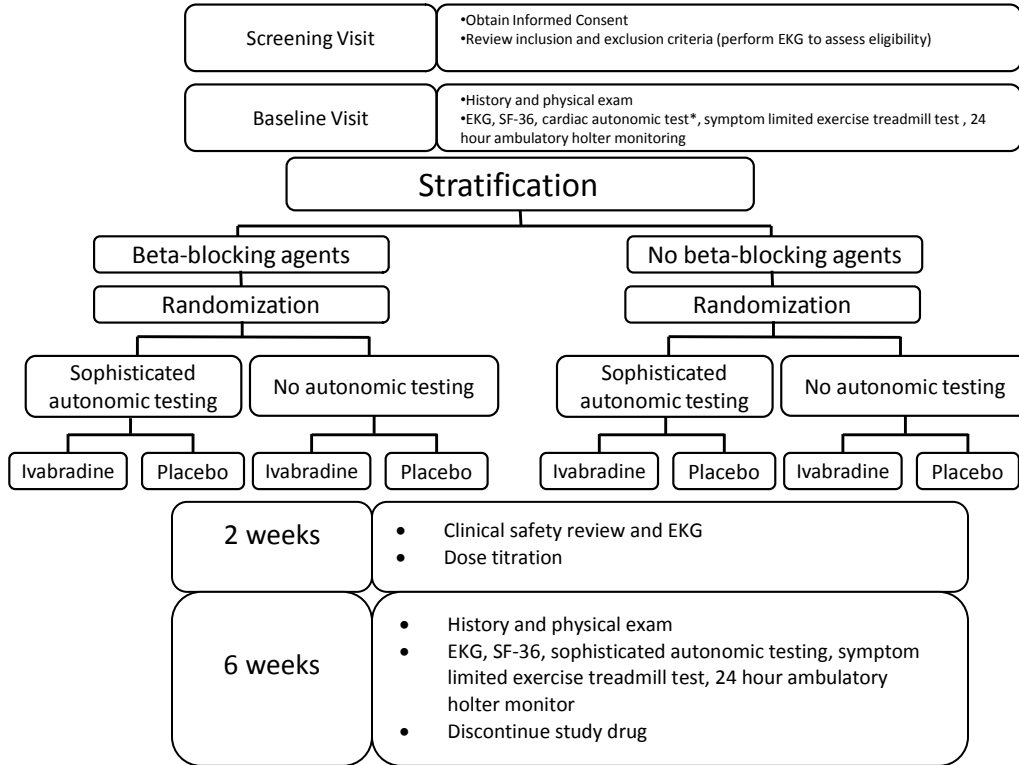 Screening Visit
•Obtain Informed Consent
•Review inclusion and exclusion criteria (perform EKG to assess eligibility)
Baseline Visit
•History and physical exam
•EKG, SF-36, cardiac autonomic test*, symptom limited exercise treadmill test , 24
hour ambulatory holter monitoring
Stratification
Beta-blocking agents
No beta-blocking agents
Randomization
Randomization
Sophisticated
autonomic testing
No autonomic testing
Sophisticated
autonomic testing
No autonomic testing
Ivabradine
Placebo
Ivabradine
Placebo
Ivabradine
Placebo
Ivabradine
Placebo
2 weeks
• Clinical safety review and EKG
• Dose titration
6 weeks
• History and physical exam
• EKG, SF-36, sophisticated autonomic testing, symptom
limited exercise treadmill test, 24 hour ambulatory
holter monitor
• Discontinue study drug